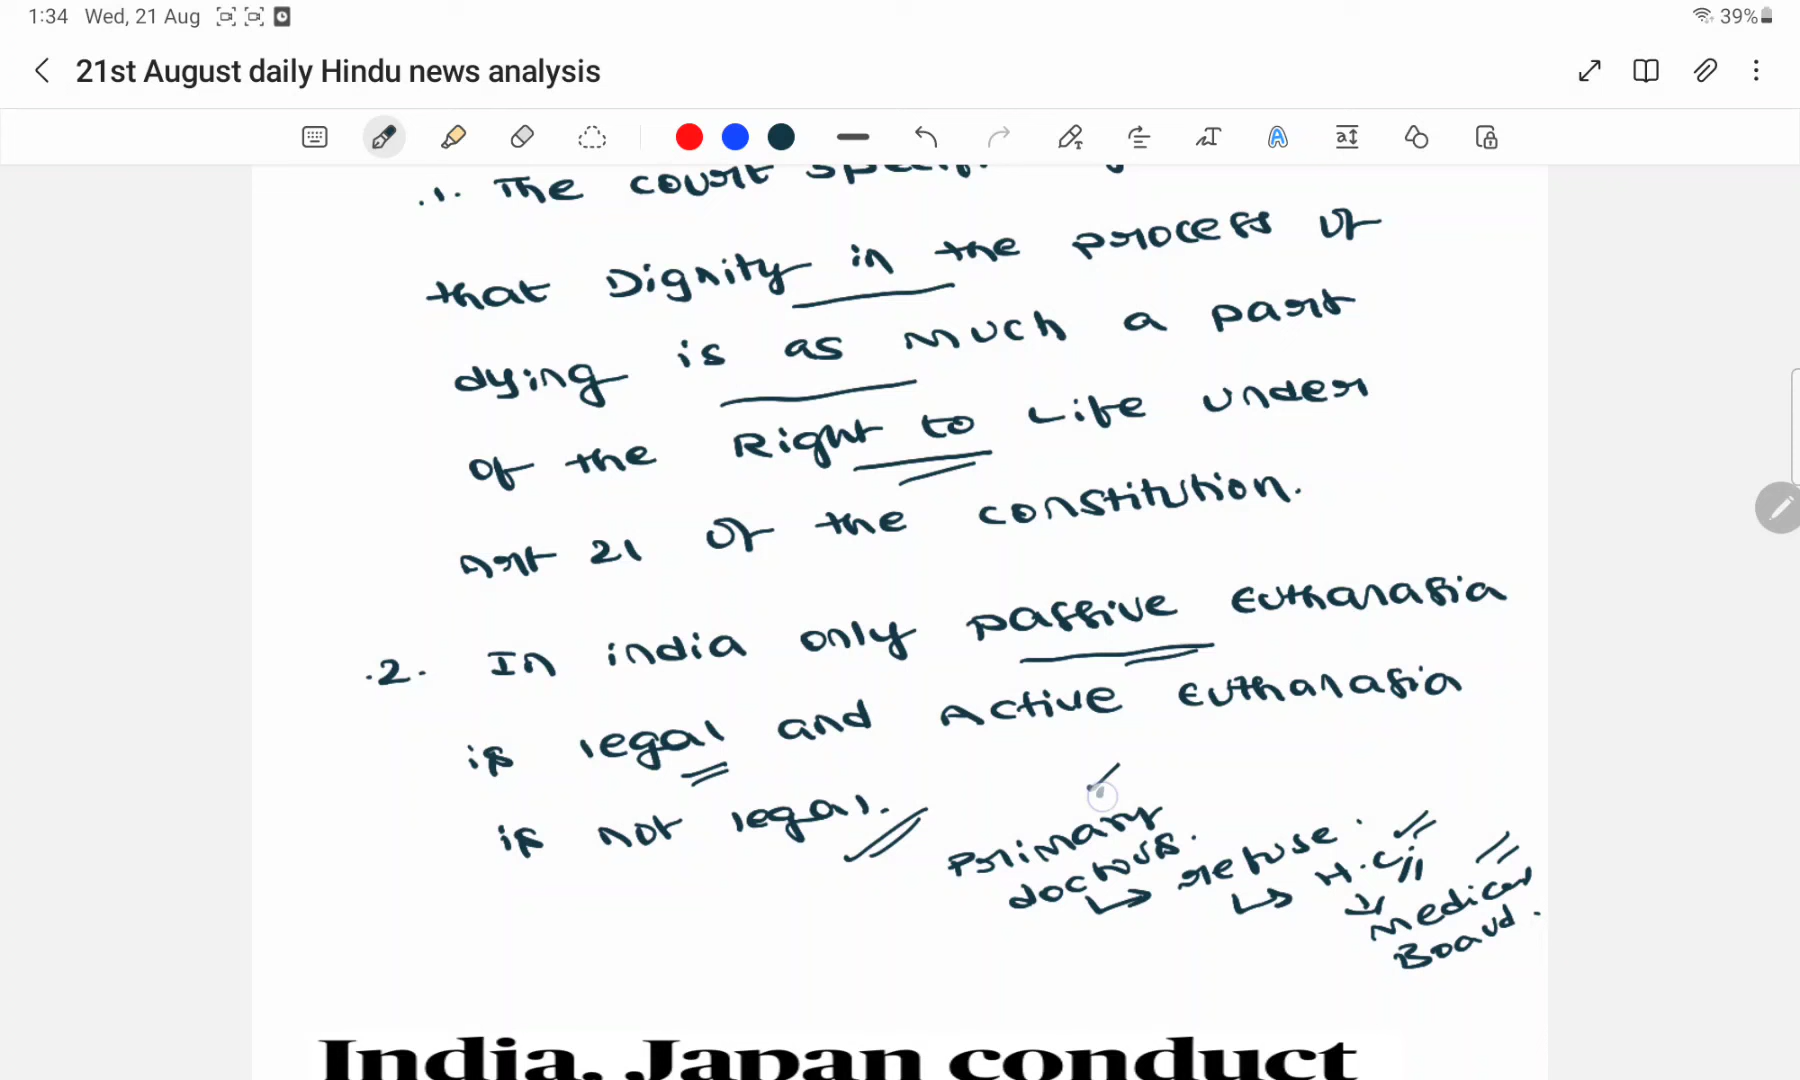 1:34 Wed, 21 Aug
39%
21st August daily Hindu news analysis
.1. The court
that Dignity in the process of
dying is as much a part
of the Right to Life under
Art 21 of the constitution.
.2. In india only passive Euthanasia
is legal and Active Euthanasia
is not legal.
Primary
doctors.
refuse.
H.C
Medical
Board.
India, Japan conduct